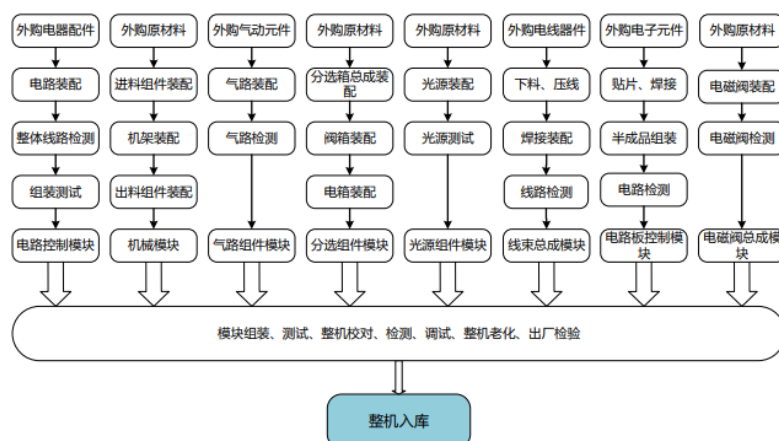 外购电器配件 外购原材料 外购气动元件 外购原材料 外购原材料 外购电线器件 外购电子元件 外购原材料
电路装配 进料组件装配 气路装配 分选箱总成装
配 光源装配 下料、压线 贴片、焊接 电磁阀装配
整体线路检测 机架装配 气路检测 阀箱装配 光源测试 焊接装配 半成品组装 电磁阀检测
组装测试 出料组件装配 电箱装配 线路检测 电路检测
电路控制模块 机械模块 气路组件模块 分选组件模块 光源组件模块 线束总成模块 电路板控制模
块 电磁阀总成模
块
模块组装、测试、整机校对、检测、调试、整机老化、出厂检验
整机入库